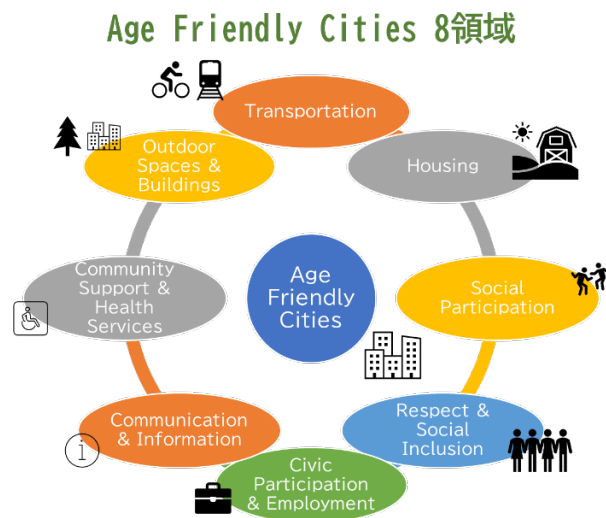 Age Friendly Cities 8領域
Transportation
Housing
Social
Participation
Respect &
Social
Inclusion
Civic
Participation
& Employment
Communication
& Information
i
Community
Support &
Health
Services
Outdoor
Spaces &
Buildings
Age
Friendly
Cities